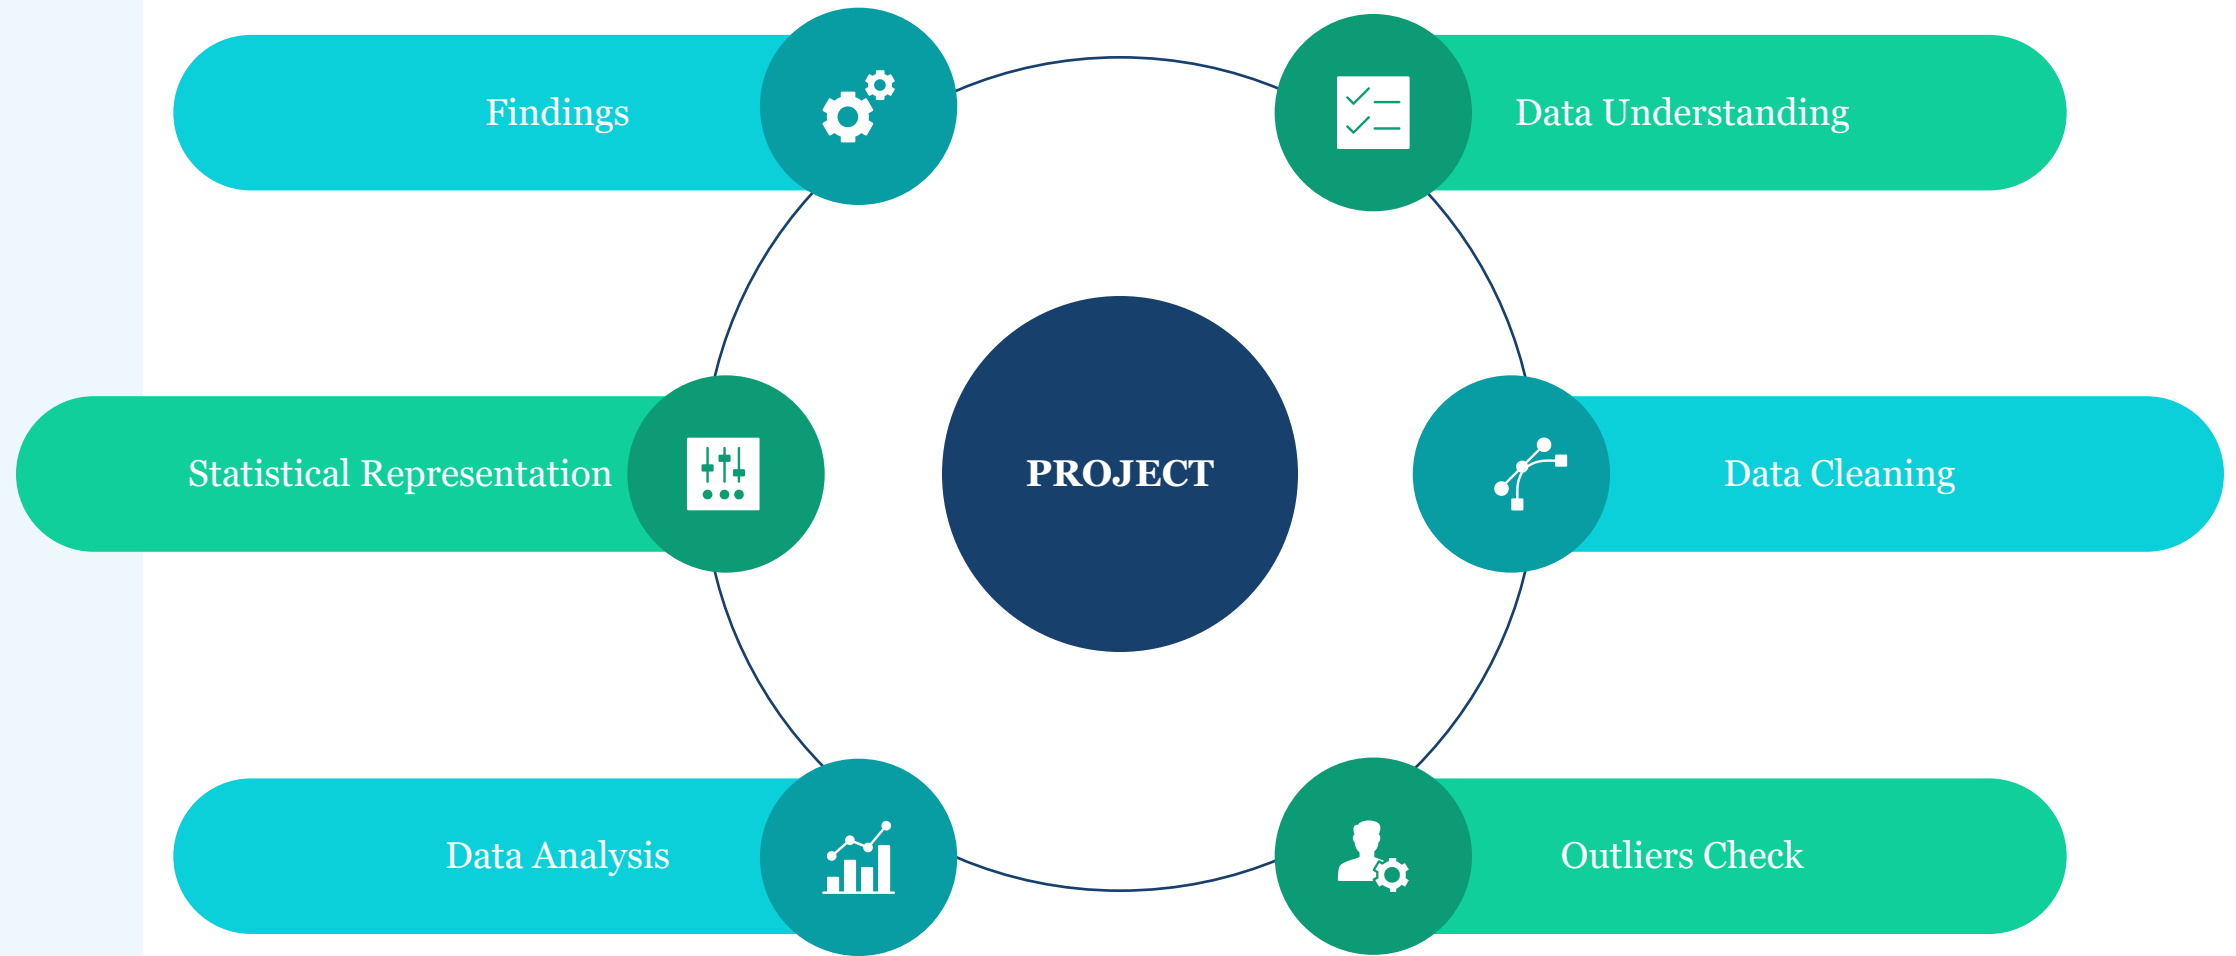 Findings
Data Understanding
Statistical Representation
PROJECT
Data Cleaning
Data Analysis
Outliers Check